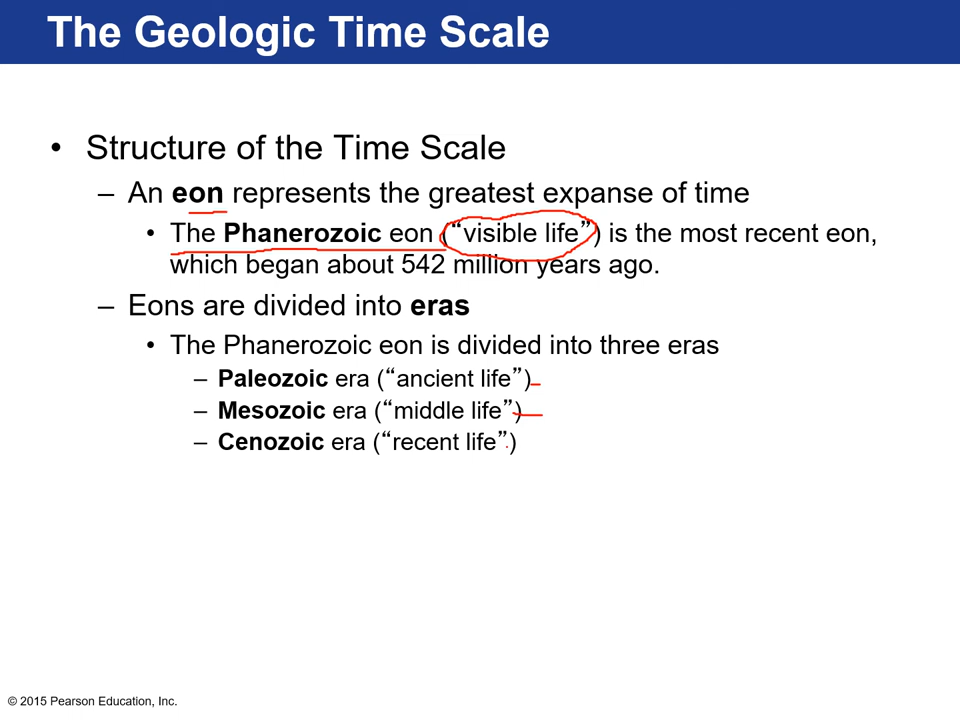 The Geologic Time Scale
• Structure of the Time Scale
– An eon represents the greatest expanse of time
• The Phanerozoic eon (“visible life”) is the most recent eon,
which began about 542 million years ago.
– Eons are divided into eras
• The Phanerozoic eon is divided into three eras
– Paleozoic era (“ancient life”)
– Mesozoic era (“middle life”)
– Cenozoic era (“recent life”)
© 2015 Pearson Education, Inc.